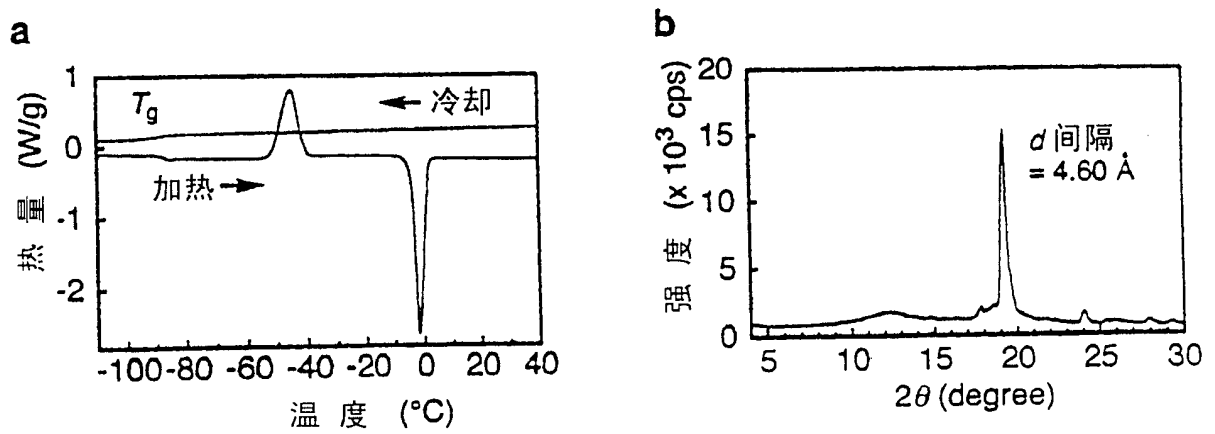 a
1
0
-1
-2
热量 (W/g)
Tg
←冷却
加热→
-100 -80 -60 -40 -20 0 20 40
温度 (°C)
b
20
15
10
5
0
强度 (x 10³ cps)
d 间隔
= 4.60 Å
5 10 15 20 25 30
2θ (degree)